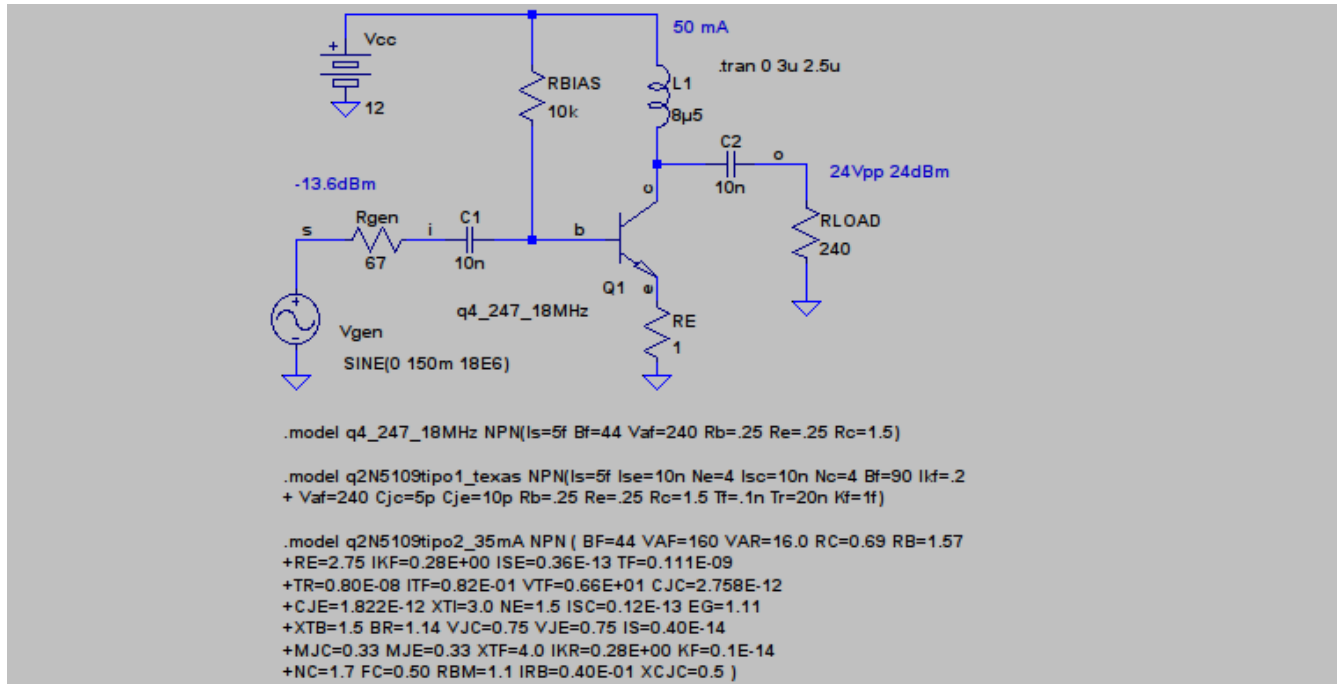 50 mA
Vcc
+
12
RBIAS
10k
.tran 0 3u 2.5u
L1
8µ5
C2
10n
o
24Vpp 24dBm
-13.6dBm
Rgen
67
s
i
C1
10n
b
c
RLOAD
240
Q1
e
q4_247_18MHz
RE
1
+
-
Vgen
SINE(0 150m 18E6)
.model q4_247_18MHz NPN(Is=5f Bf=44 Vaf=240 Rb=.25 Re=.25 Rc=1.5)
.model q2N5109tipo1_texas NPN(Is=5f Ise=10n Ne=4 Isc=10n Nc=4 Bf=90 Ikf=.2
+ Vaf=240 Cjc=5p Cje=10p Rb=.25 Re=.25 Rc=1.5 Tf=.1n Tr=20n Kf=1f)
.model q2N5109tipo2_35mA NPN ( BF=44 VAF=160 VAR=16.0 RC=0.69 RB=1.57
+RE=2.75 IKF=0.28E+00 ISE=0.36E-13 TF=0.111E-09
+TR=0.80E-08 ITF=0.82E-01 VTF=0.66E+01 CJC=2.758E-12
+CJE=1.822E-12 XTI=3.0 NE=1.5 ISC=0.12E-13 EG=1.11
+XTB=1.5 BR=1.14 VJC=0.75 VJE=0.75 IS=0.40E-14
+MJC=0.33 MJE=0.33 XTF=4.0 IKR=0.28E+00 KF=0.1E-14
+NC=1.7 FC=0.50 RBM=1.1 IRB=0.40E-01 XCJC=0.5 )